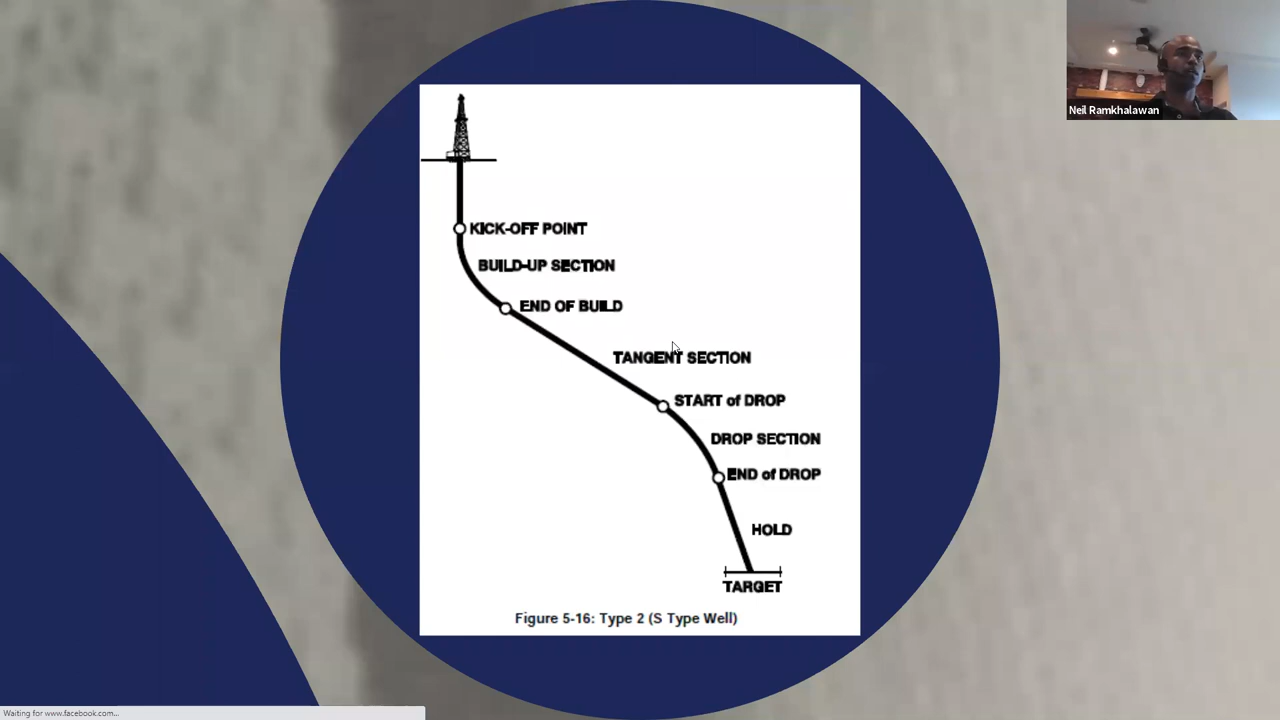 Neil Ramkhalawan
KICK-OFF POINT
BUILD-UP SECTION
END OF BUILD
TANGENT SECTION
START of DROP
DROP SECTION
END of DROP
HOLD
TARGET
Figure 5-16: Type 2 (S Type Well)
Waiting for www.facebook.com...